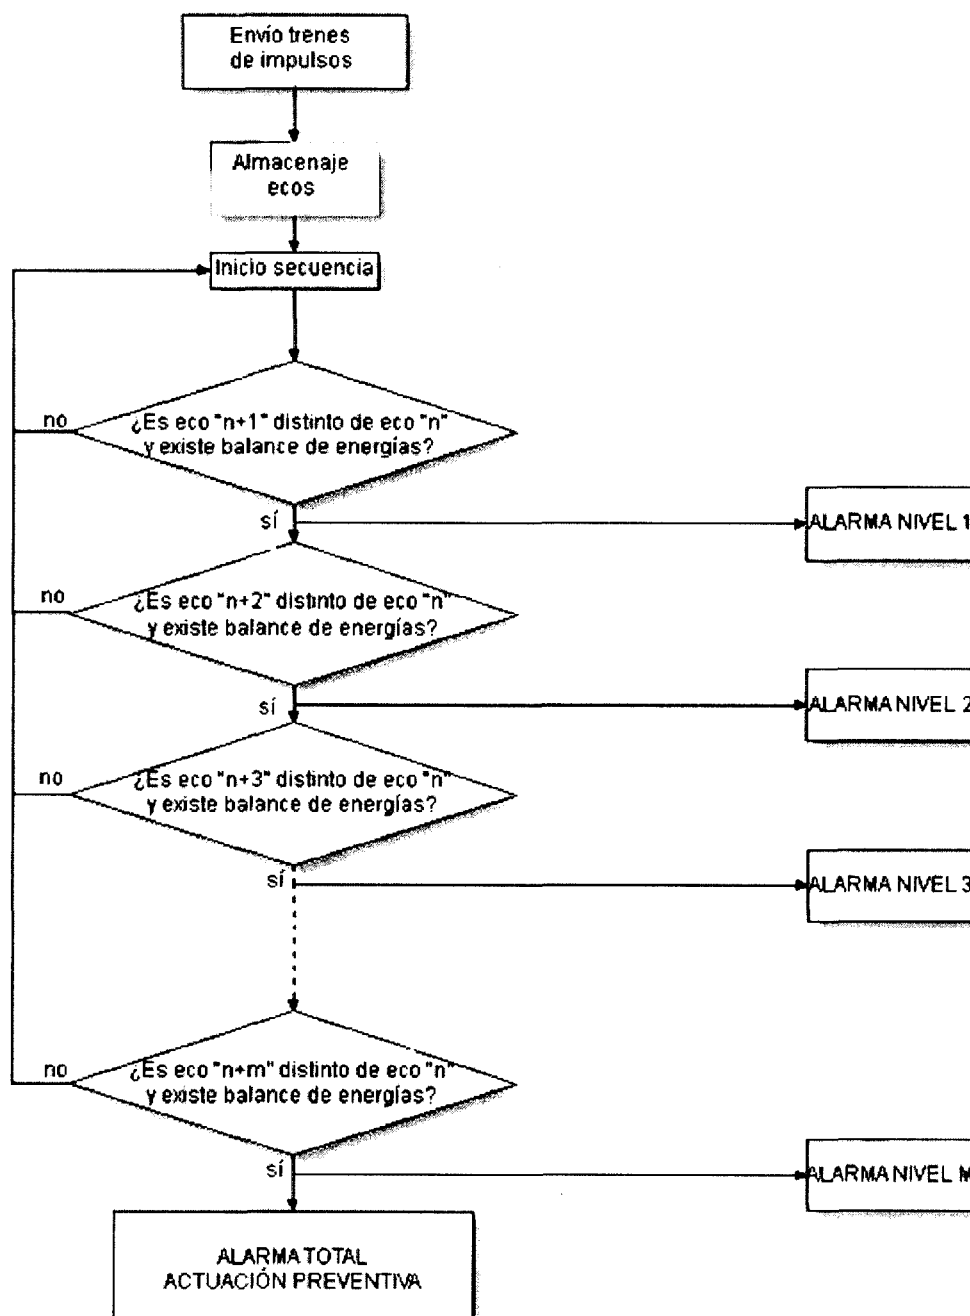 Envío trenes
de impulsos
Almacenaje
ecos
Inicio secuencia
no
¿Es eco "n+1" distinto de eco "n"
y existe balance de energías?
sí
ALARMA NIVEL 1
no
¿Es eco "n+2" distinto de eco "n"
y existe balance de energías?
sí
ALARMA NIVEL 2
no
¿Es eco "n+3" distinto de eco "n"
y existe balance de energías?
sí
ALARMA NIVEL 3
no
¿Es eco "n+m" distinto de eco "n"
y existe balance de energías?
sí
ALARMA NIVEL M
ALARMA TOTAL
ACTUACIÓN PREVENTIVA